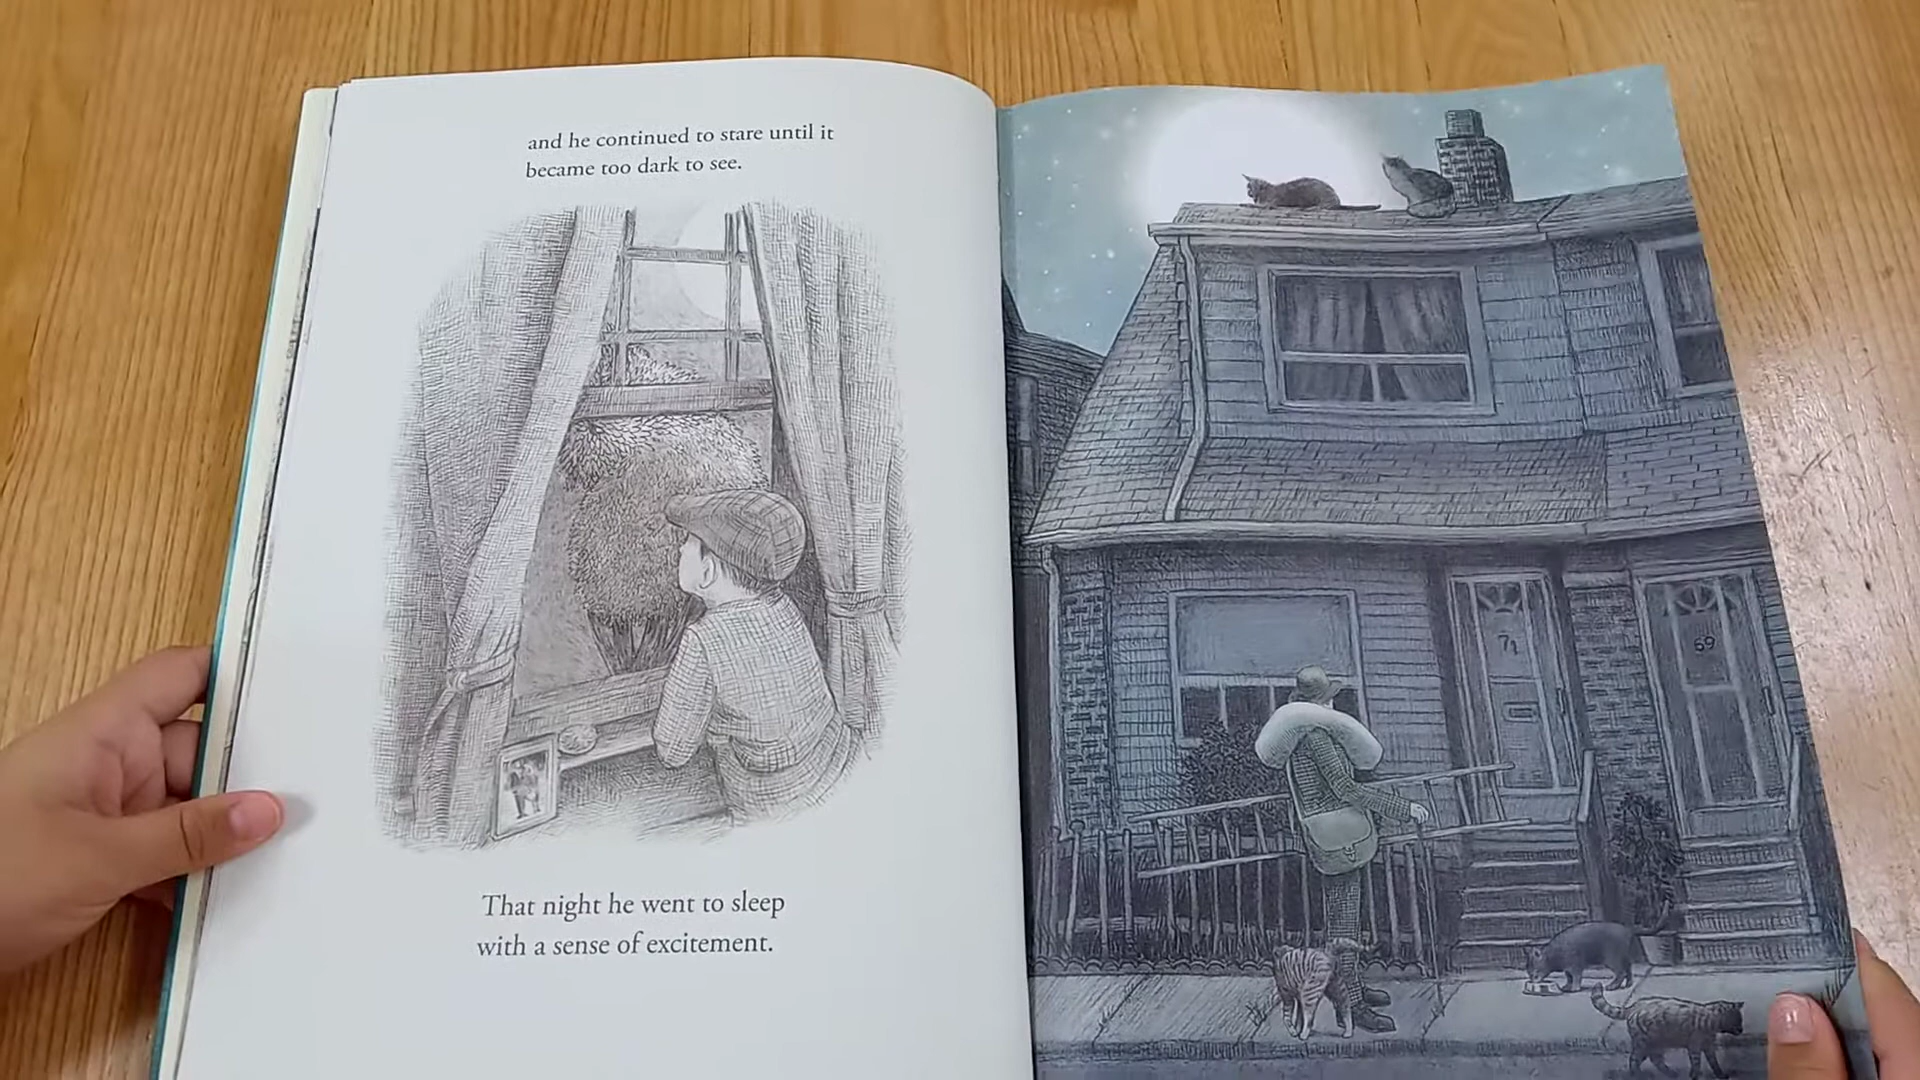 and he continued to stare until it
became too dark to see.
That night he went to sleep
with a sense of excitement.
71
69